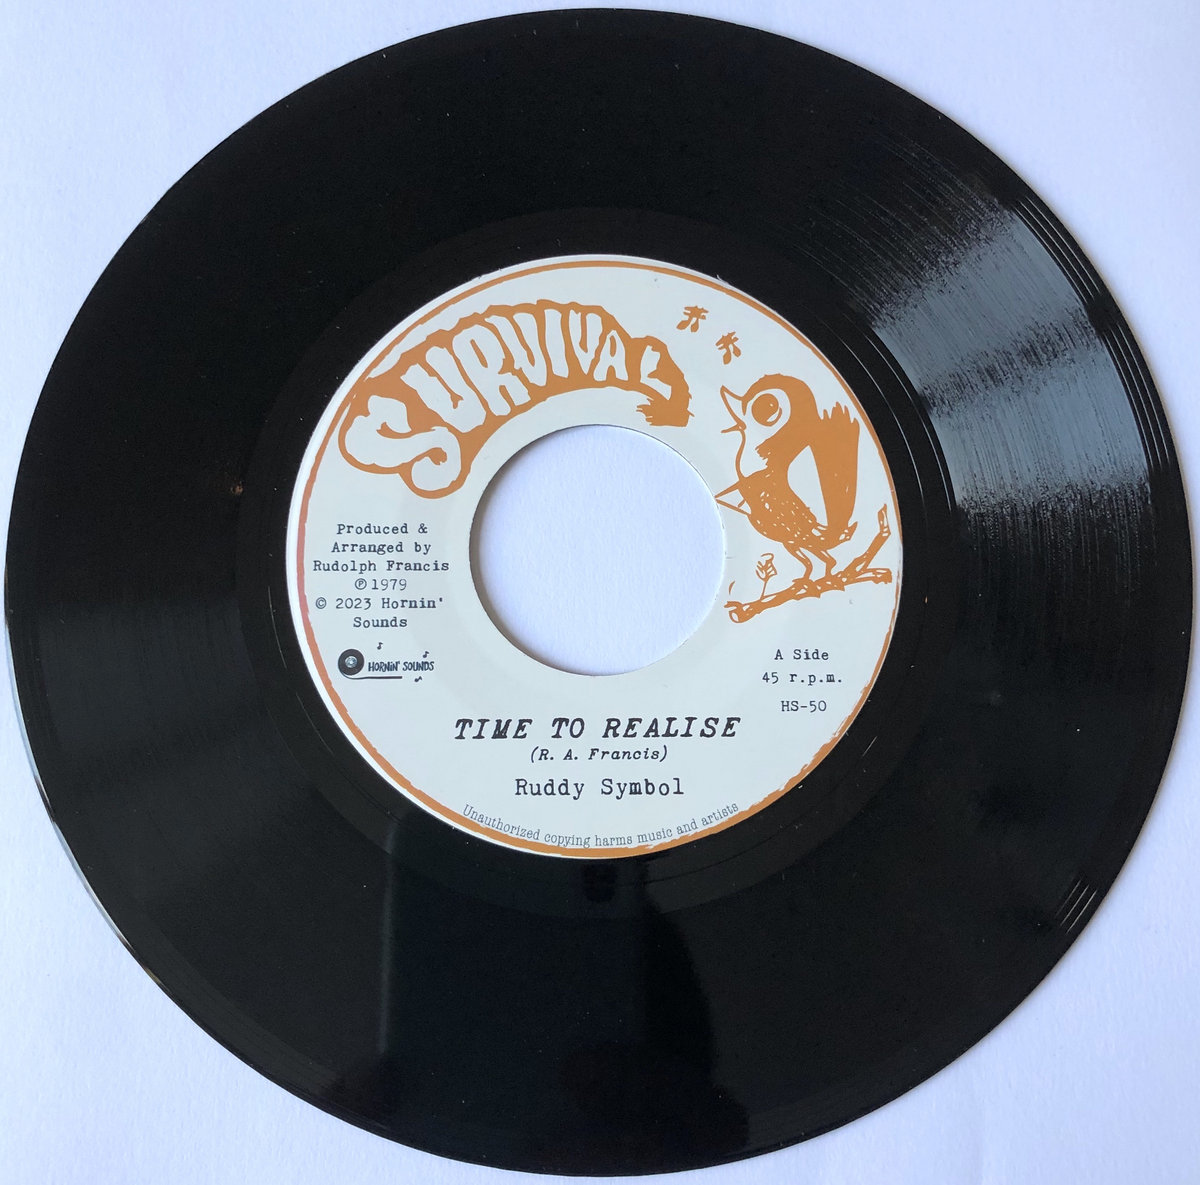 SURVIVAL
Produced &
Arranged by
Rudolph Francis
℗ 1979
© 2023 Hornin'
Sounds
HORNIN' SOUNDS
A Side
45 r.p.m.
HS-50
TIME TO REALISE
(R. A. Francis)
Ruddy Symbol
Unauthorized copying harms music and artists